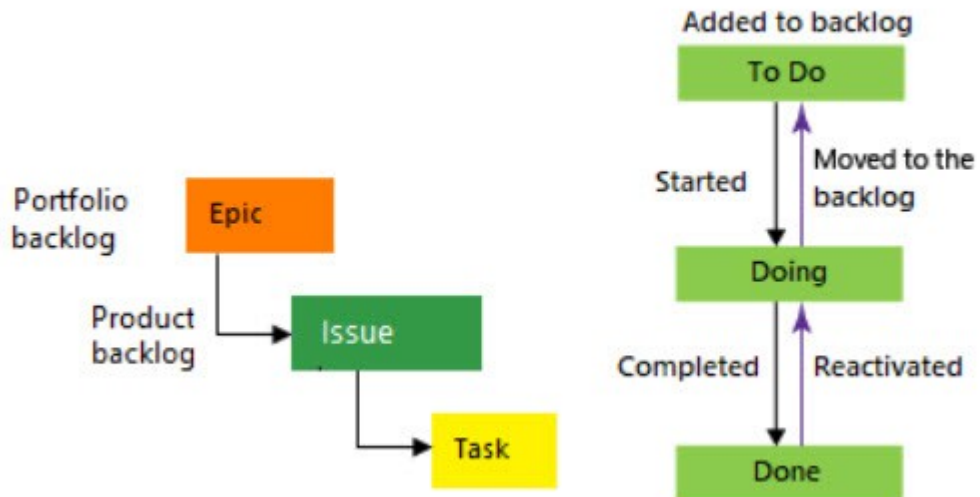 Portfolio
backlog
Epic
Product
backlog
Issue
Task
Added to backlog
To Do
Started
Moved to the
backlog
Doing
Completed
Reactivated
Done